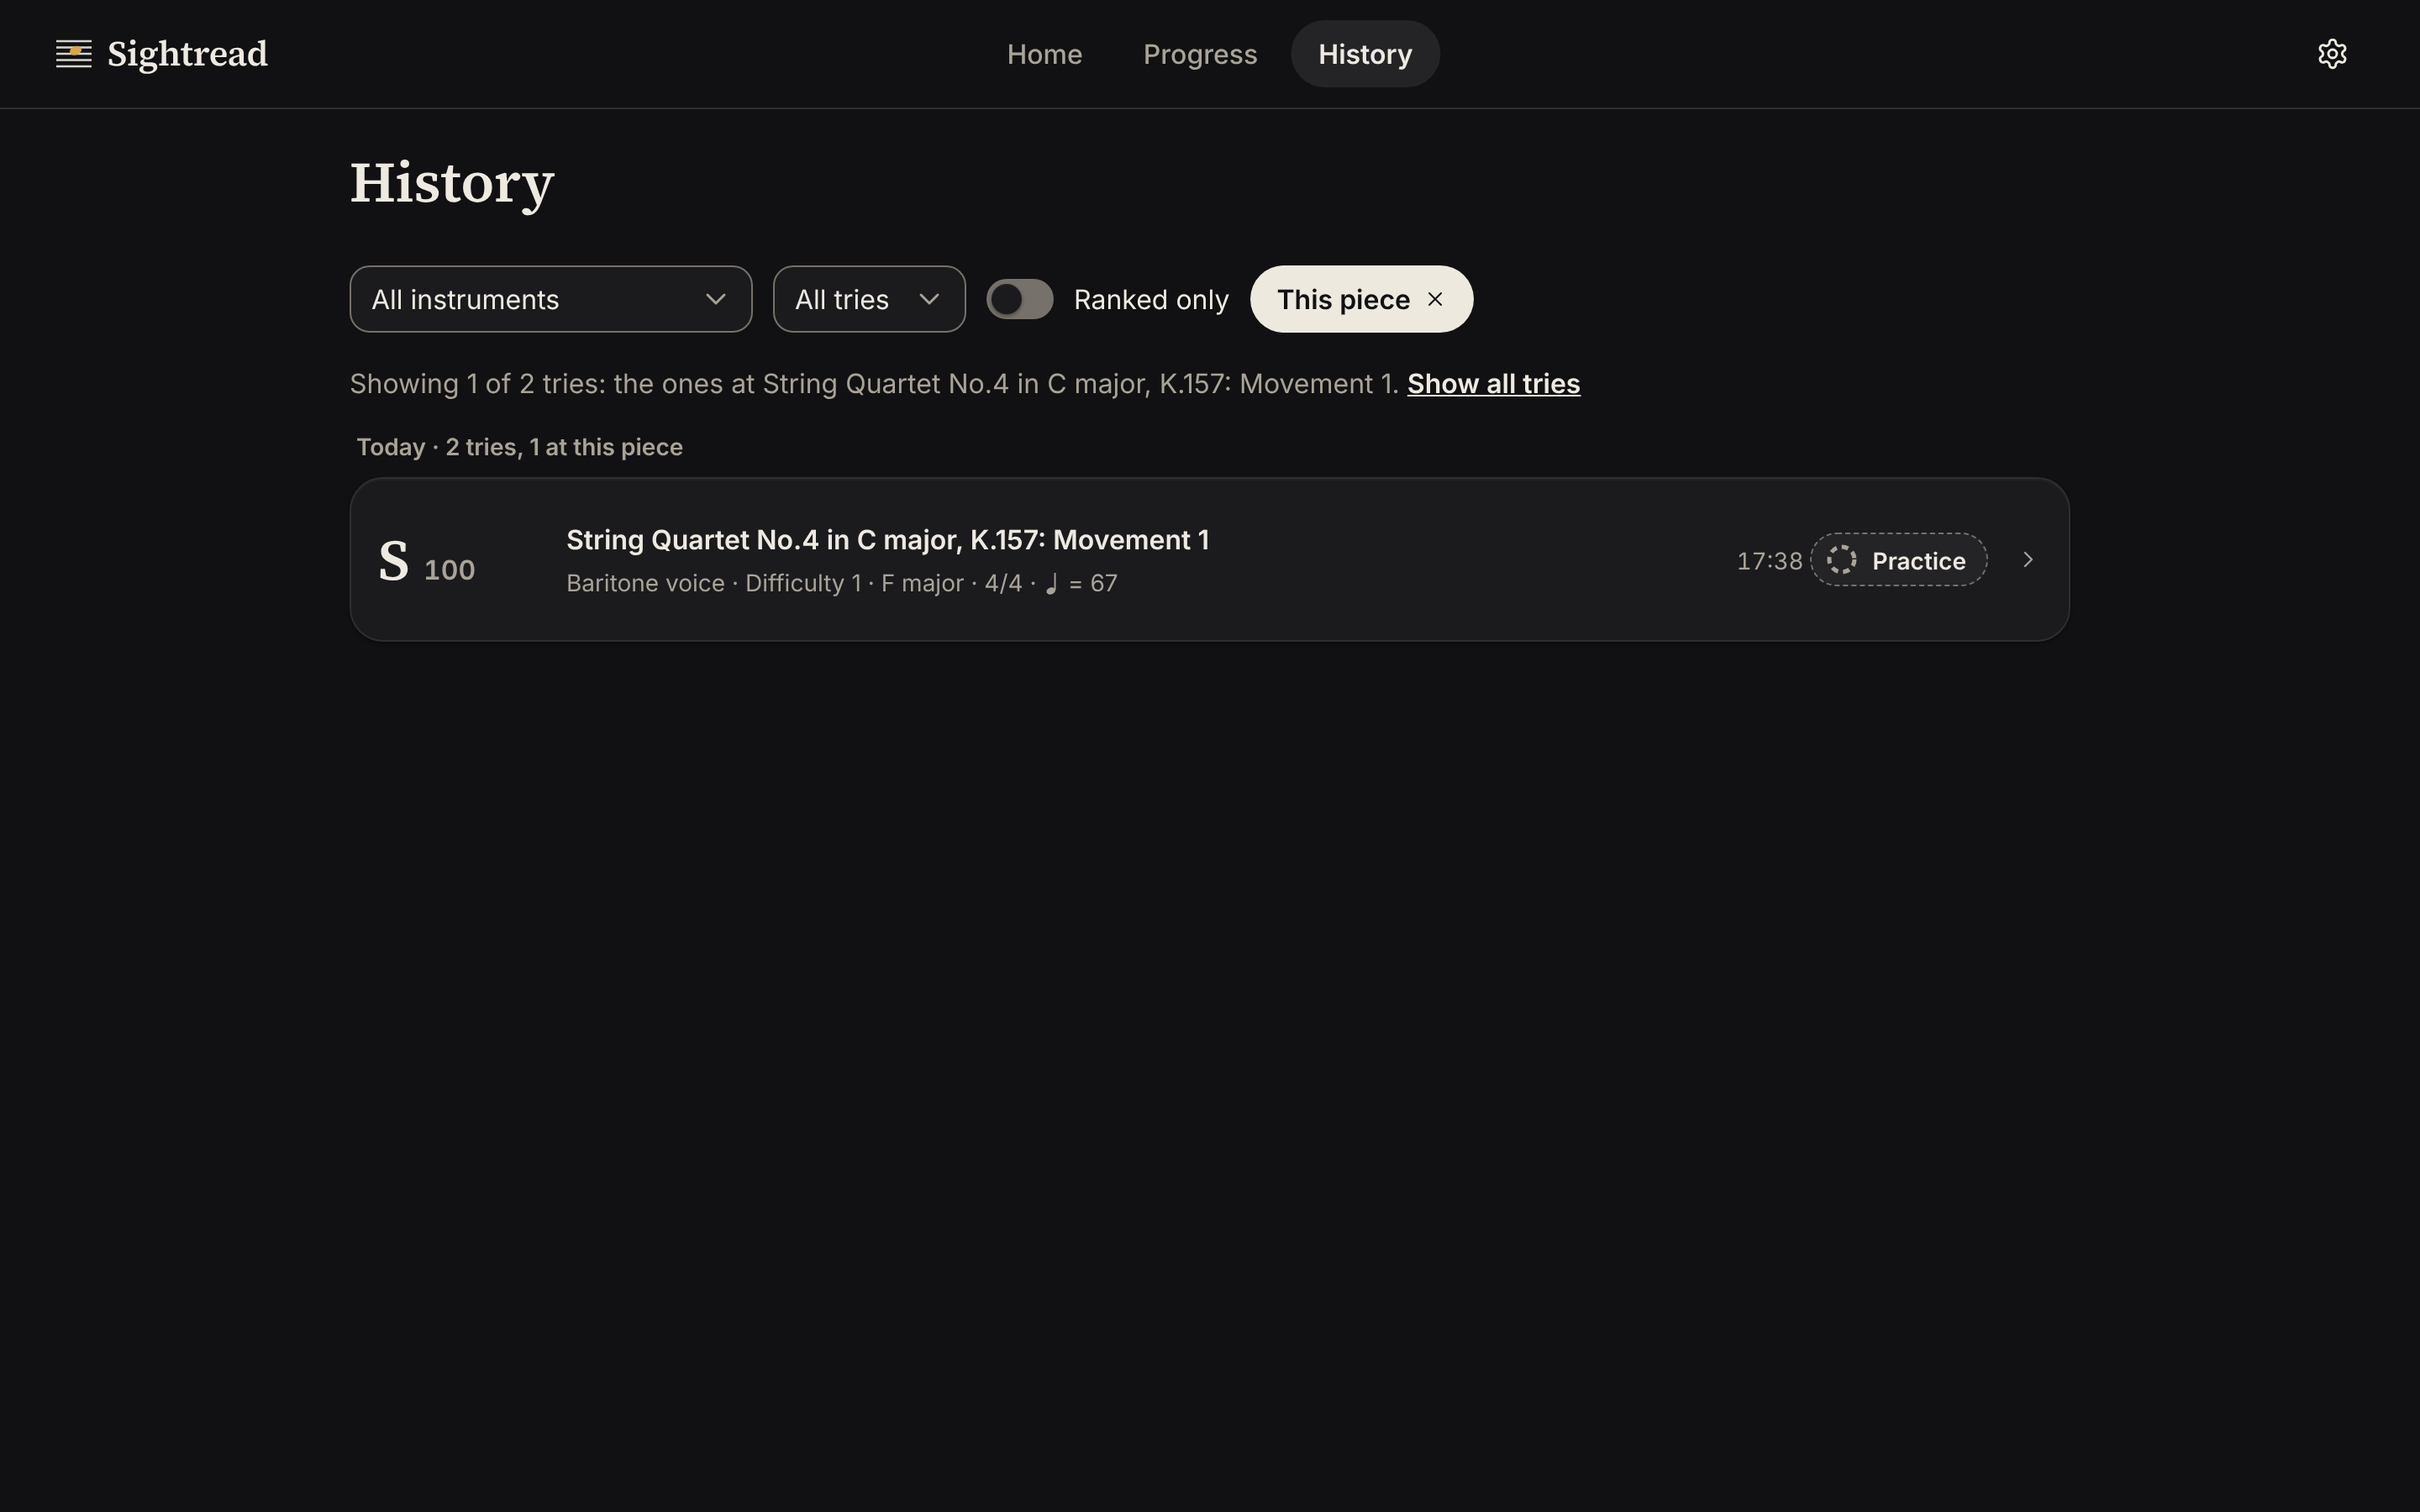 Sightread
Home
Progress
History
History
All instruments
All tries
Ranked only
This piece
Showing 1 of 2 tries: the ones at String Quartet No.4 in C major, K.157: Movement 1. Show all tries
Today · 2 tries, 1 at this piece
S 100
String Quartet No.4 in C major, K.157: Movement 1
Baritone voice · Difficulty 1 · F major · 4/4 · ♩ = 67
17:38
Practice